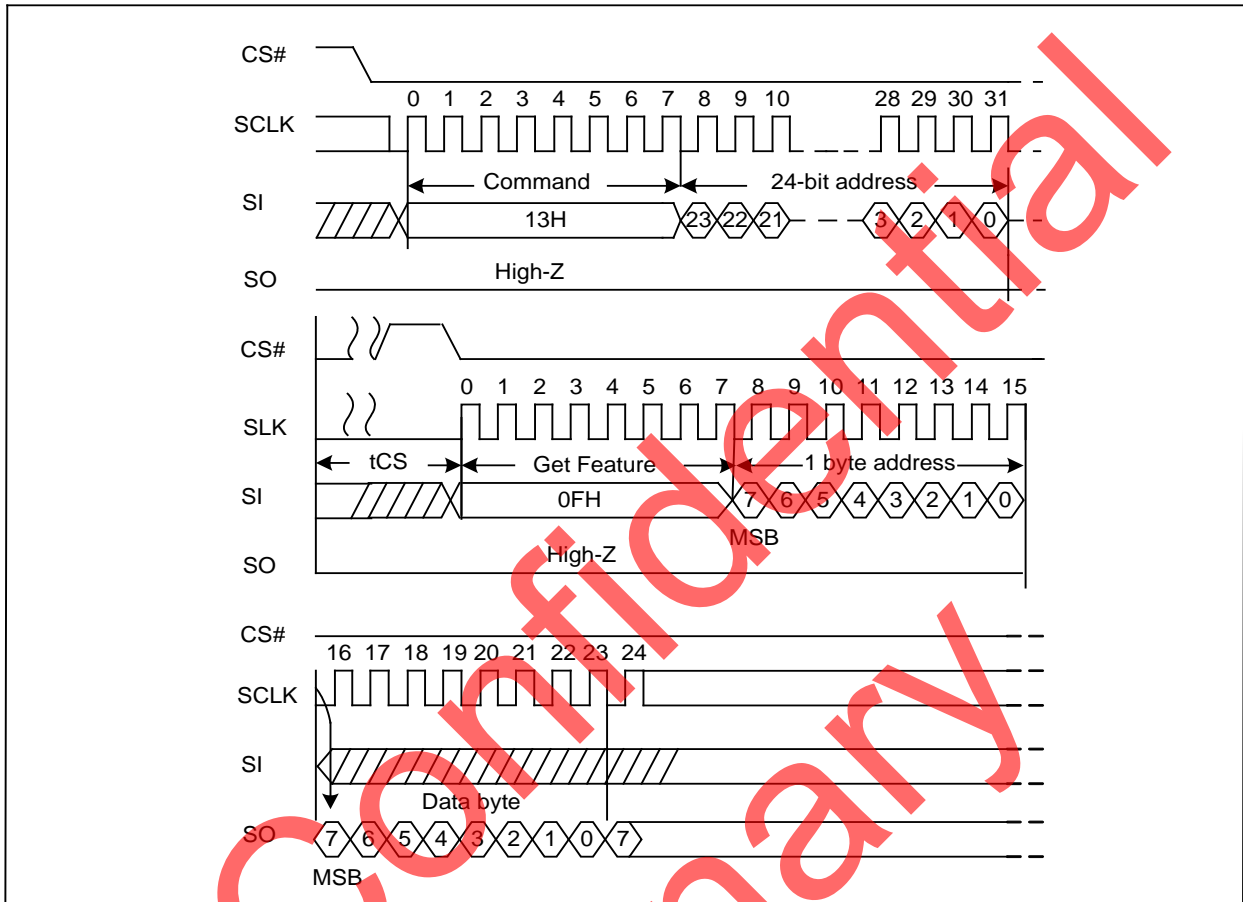 CS#
0 1 2 3 4 5 6 7 8 9 10 28 29 30 31
SCLK
Command 24-bit address
SI
13H 23 22 21 3 2 1 0
High-Z
SO
CS#
0 1 2 3 4 5 6 7 8 9 10 11 12 13 14 15
SLK
tCS Get Feature 1 byte address
SI
0FH 7 6 5 4 3 2 1 0
MSB
High-Z
SO
CS#
16 17 18 19 20 21 22 23 24
SCLK
SI
Data byte
SO
7 6 5 4 3 2 1 0 7
MSB
Confidential